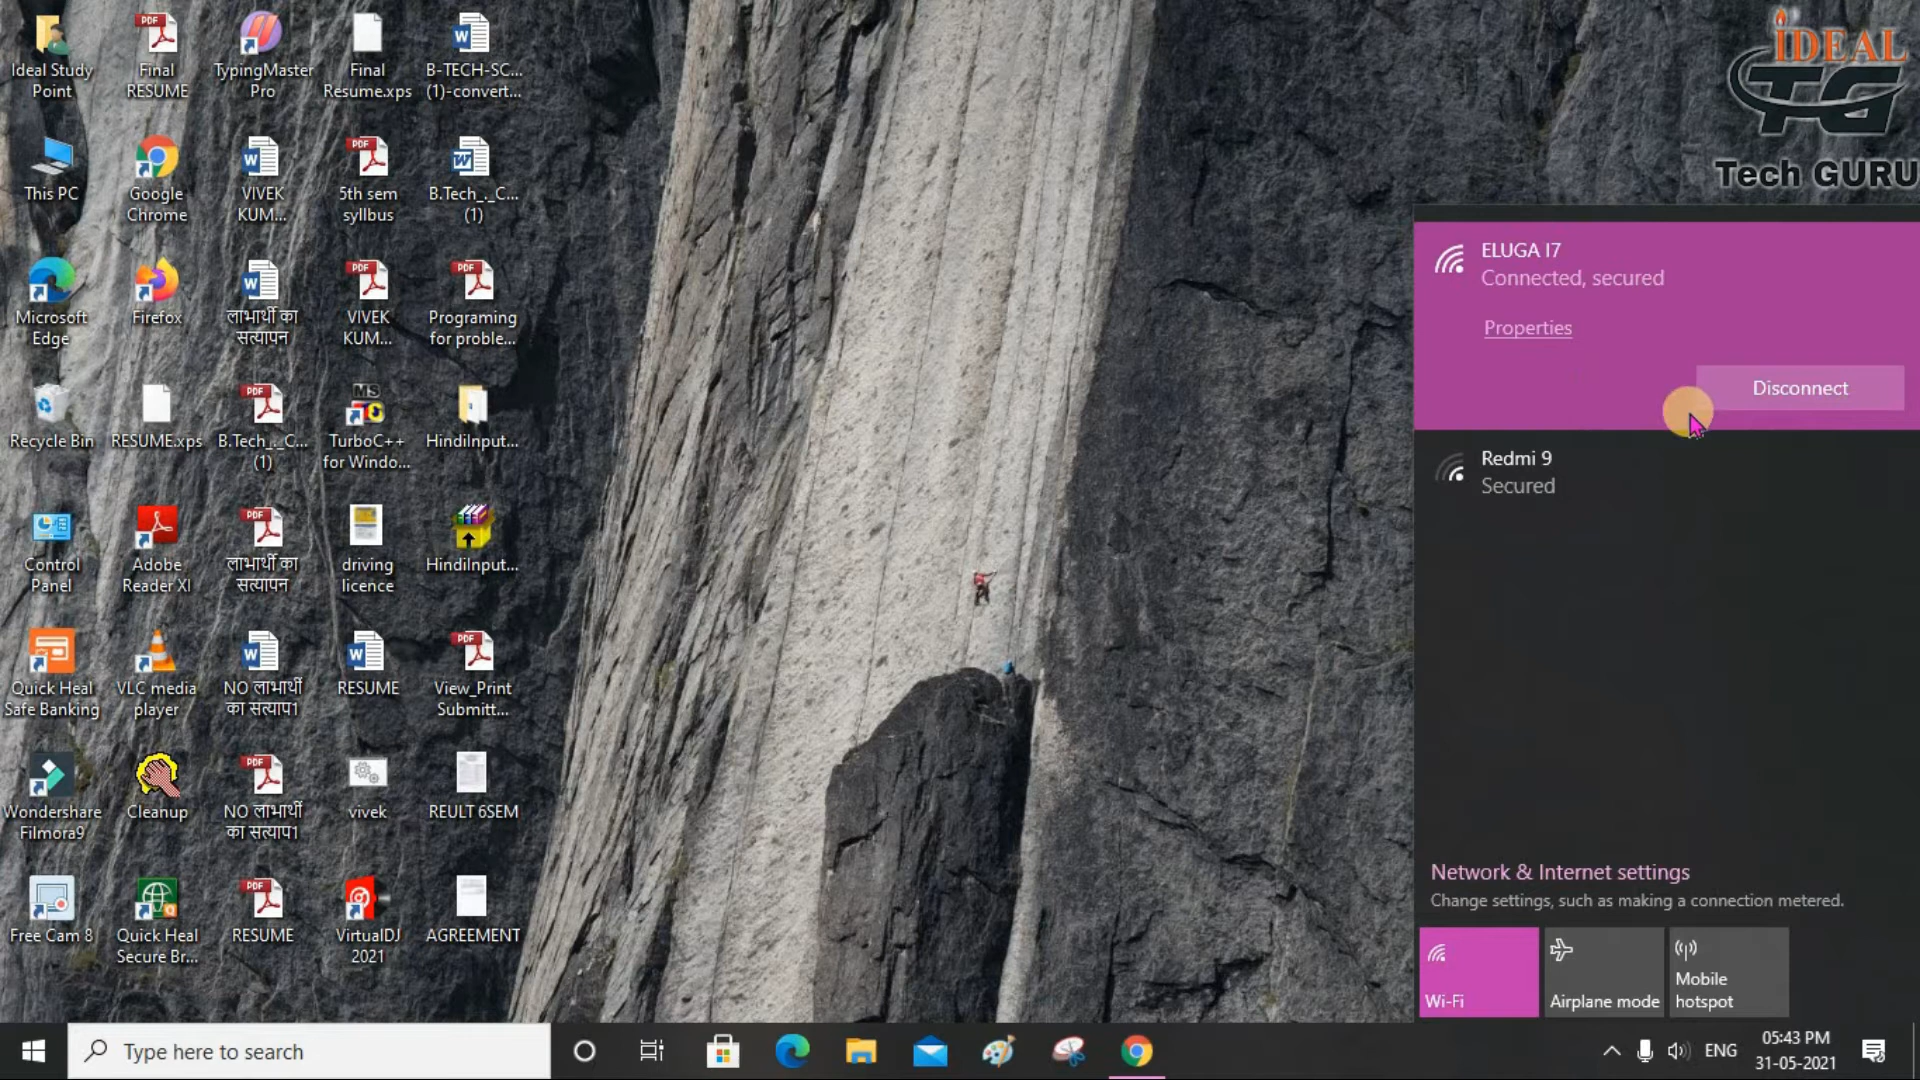 Ideal Study
Point
Final
RESUME
TypingMaster
Pro
Final
Resume.xps
B-TECH-SC...
(1)-convert...
This PC
Google
Chrome
VIVEK
KUM...
5th sem
syllbus
B.Tech_._C...
(1)
Microsoft
Edge
Firefox
लाभार्थी का
सत्यापन
VIVEK
KUM...
Programing
for proble...
Recycle Bin
RESUME.xps
B.Tech_._C...
(1)
MS
TurboC++
for Windo...
HindiInput...
Control
Panel
Adobe
Reader XI
लाभार्थी का
सत्यापन
driving
licence
HindiInput...
Quick Heal
Safe Banking
VLC media
player
NO लाभार्थी
का सत्याप1
RESUME
View_Print
Submitt...
Wondershare
Filmora9
Cleanup
NO लाभार्थी
का सत्याप1
vivek
REULT 6SEM
Free Cam 8
Quick Heal
Secure Br...
RESUME
VirtualDJ
2021
AGREEMENT
IDEAL
TG
Tech GURU
ELUGA I7
Connected, secured
Properties
Disconnect
Redmi 9
Secured
Network & Internet settings
Change settings, such as making a connection metered.
Wi-Fi
Airplane mode
Mobile
hotspot
Type here to search
ENG
05:43 PM
31-05-2021